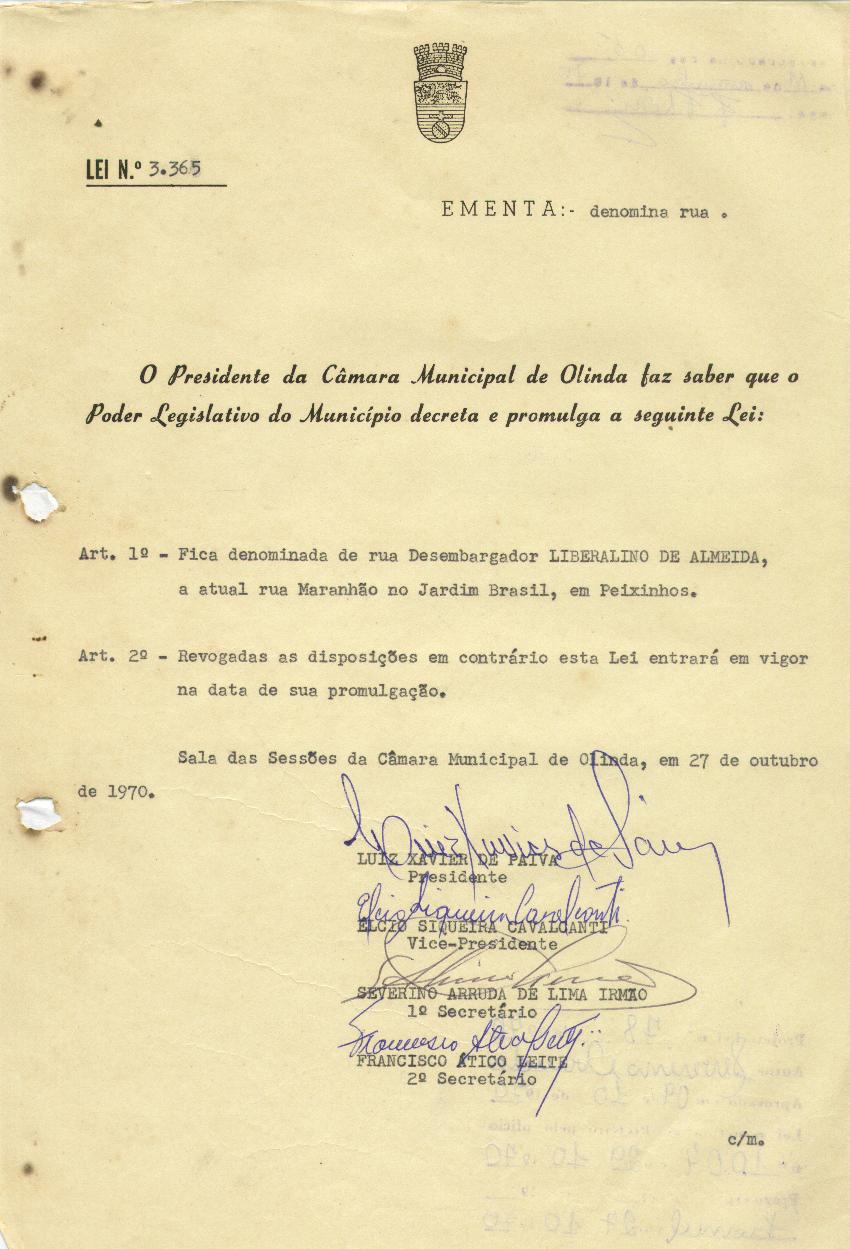 LEI N.º 3.365
EMENTA:- denomina rua .
O Presidente da Câmara Municipal de Olinda faz saber que o
Poder Legislativo do Município decreta e promulga a seguinte Lei:
Art. 1º - Fica denominada de rua Desembargador LIBERALINO DE ALMEIDA,
a atual rua Maranhão no Jardim Brasil, em Peixinhos.
Art. 2º - Revogadas as disposições em contrário esta Lei entrará em vigor
na data de sua promulgação.
Sala das Sessões da Câmara Municipal de Olinda, em 27 de outubro
de 1970.
Luiz Xavier de Paiva
LUIZ XAVIER DE PAIVA
Presidente
Elcio Siqueira Cavalcanti
ELCIO SIQUEIRA CAVALCANTI
Vice-Presidente
SEVERINO ARRUDA DE LIMA IRMÃO
1º Secretário
Francisco Ático Leite
FRANCISCO ÁTICO LEITE
2º Secretário
c/m.